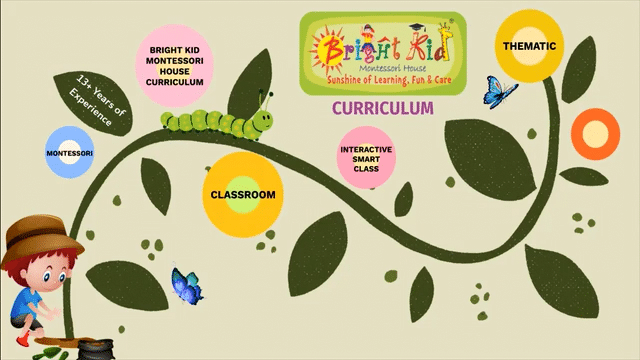 Bright Kid
®
Montessori House
Sunshine of Learning, Fun & Care
CURRICULUM
THEMATIC
BRIGHT KID
MONTESSORI
HOUSE
CURRICULUM
13+ Years of
Experience
MONTESSORI
CLASSROOM
INTERACTIVE
SMART
CLASS